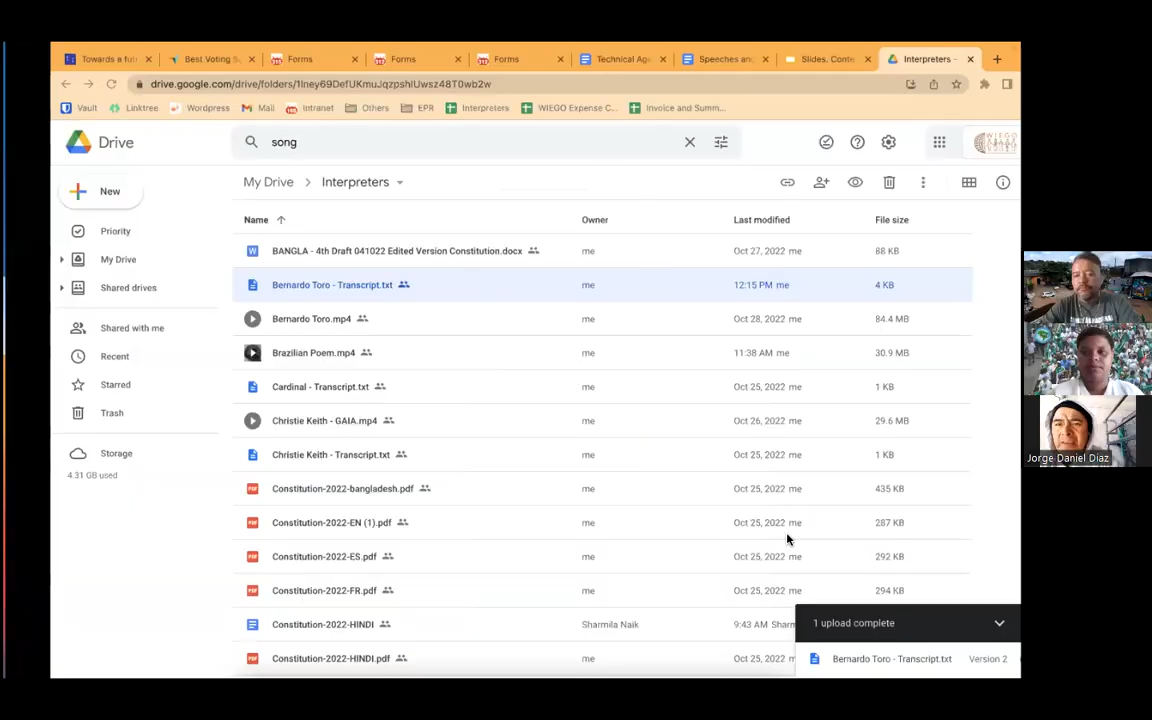 Towards a fut
Best Voting S
Forms
Forms
Forms
Technical Age
Speeches and
Slides. Conte
Interpreters -
drive.google.com/drive/folders/1Iney69DefUKmuJqzpshIUwsz48T0wb2w
Vault
Linktree
Wordpress
Mail
Intranet
Others
EPR
Interpreters
WIEGO Expense C...
Invoice and Summ...
Drive
song
New
My Drive
Interpreters
Priority
My Drive
Shared drives
Shared with me
Recent
Starred
Trash
Storage
4.31 GB used
Name Owner Last modified File size
BANGLA - 4th Draft 041022 Edited Version Constitution.docx me Oct 27, 2022 me 88 KB
Bernardo Toro - Transcript.txt me 12:15 PM me 4 KB
Bernardo Toro.mp4 me Oct 28, 2022 me 84.4 MB
Brazilian Poem.mp4 me 11:38 AM me 30.9 MB
Cardinal - Transcript.txt me Oct 25, 2022 me 1 KB
Christie Keith - GAIA.mp4 me Oct 26, 2022 me 29.6 MB
Christie Keith - Transcript.txt me Oct 25, 2022 me 1 KB
Constitution-2022-bangladesh.pdf me Oct 25, 2022 me 435 KB
Constitution-2022-EN (1).pdf me Oct 25, 2022 me 287 KB
Constitution-2022-ES.pdf me Oct 25, 2022 me 292 KB
Constitution-2022-FR.pdf me Oct 25, 2022 me 294 KB
Constitution-2022-HINDI Sharmila Naik 9:43 AM Sharm
Constitution-2022-HINDI.pdf me Oct 25, 2022 m
1 upload complete
Bernardo Toro - Transcript.txt Version 2
Jorge Daniel Diaz